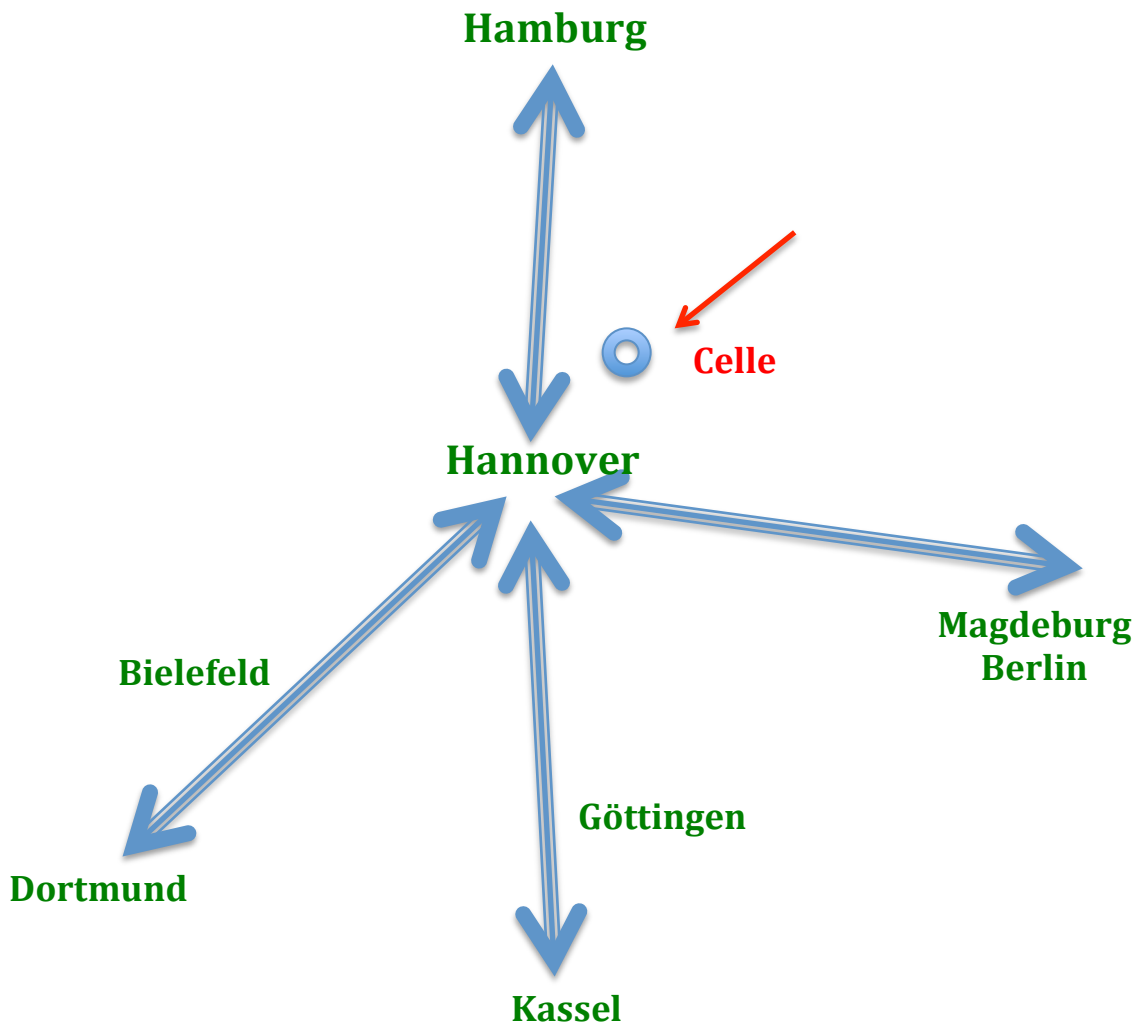 Hamburg
Celle
Hannover
Magdeburg
Berlin
Bielefeld
Göttingen
Dortmund
Kassel